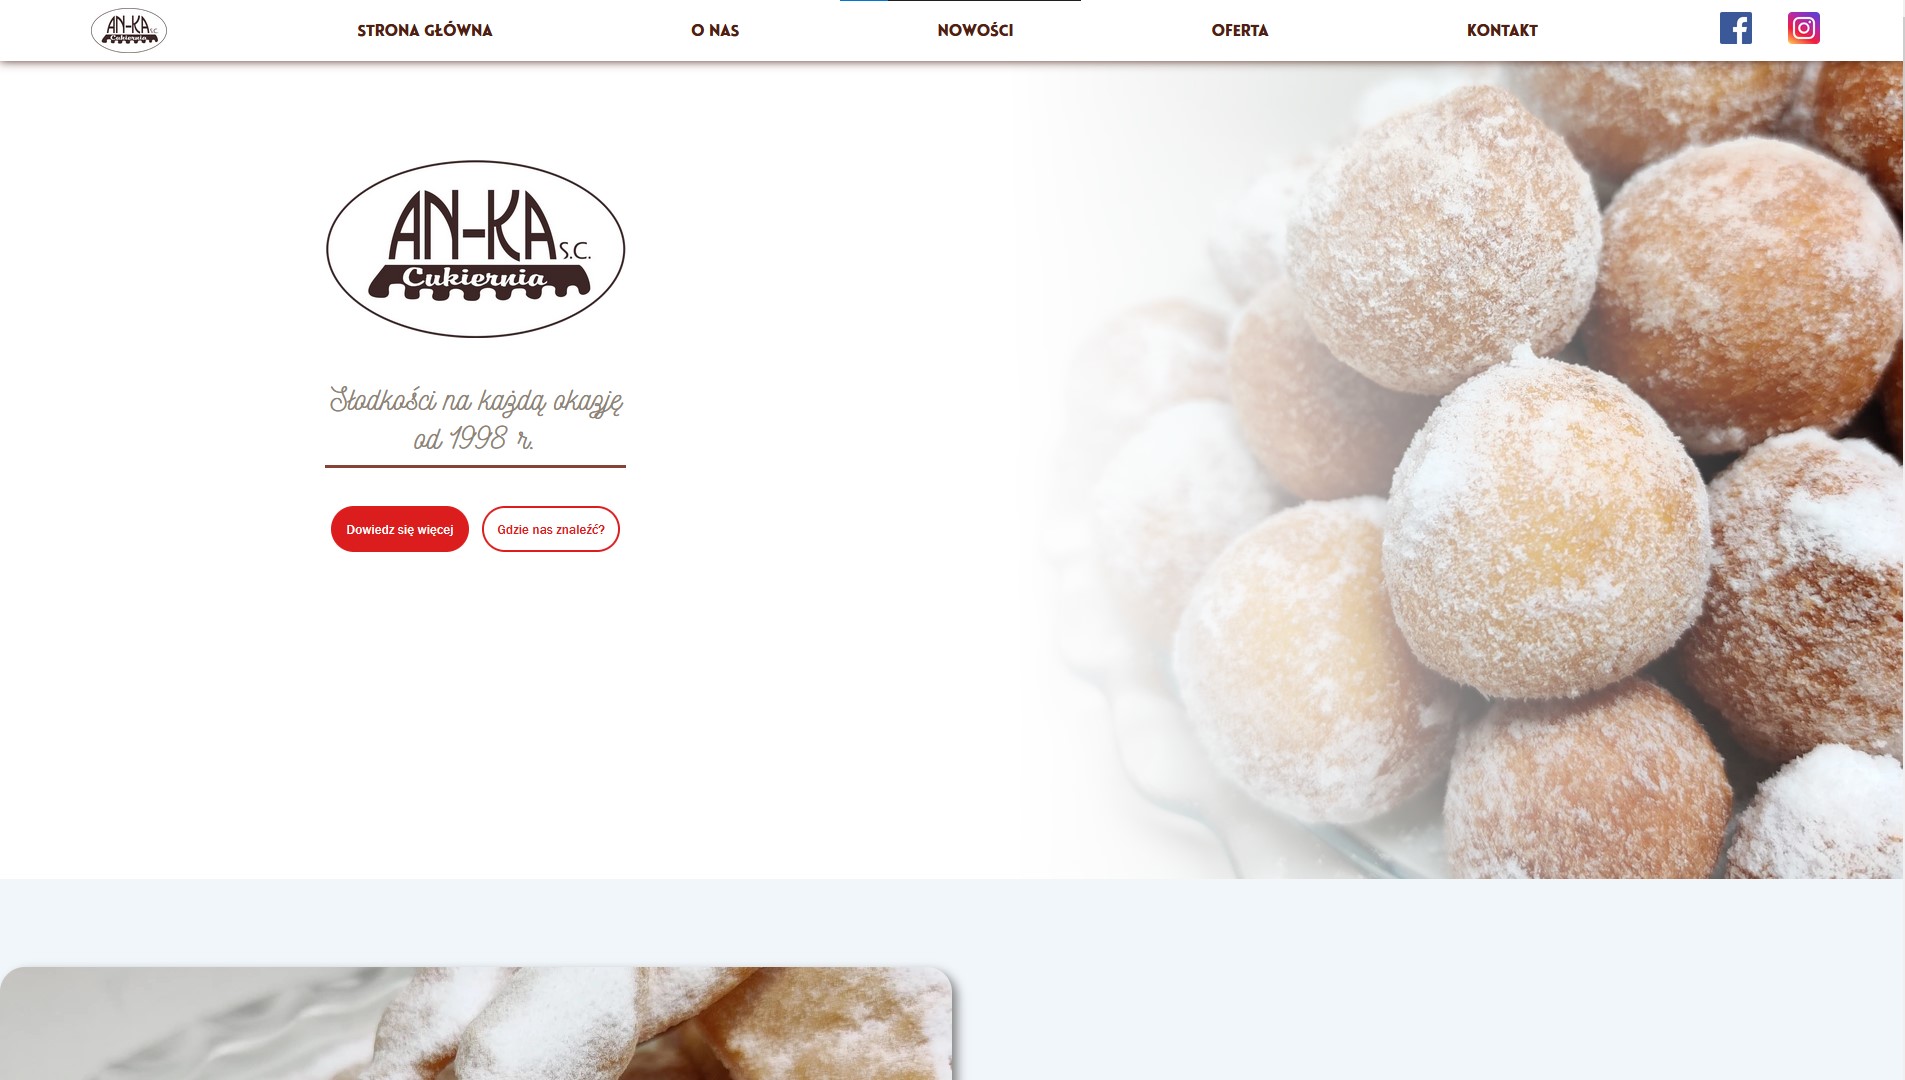 AN-KA S.C.
Cukiernia
STRONA GŁÓWNA
O NAS
NOWOŚCI
OFERTA
KONTAKT
AN-KA S.C.
Cukiernia
Słodkości na każdą okazję
od 1998 r.
Dowiedz się więcej
Gdzie nas znaleźć?